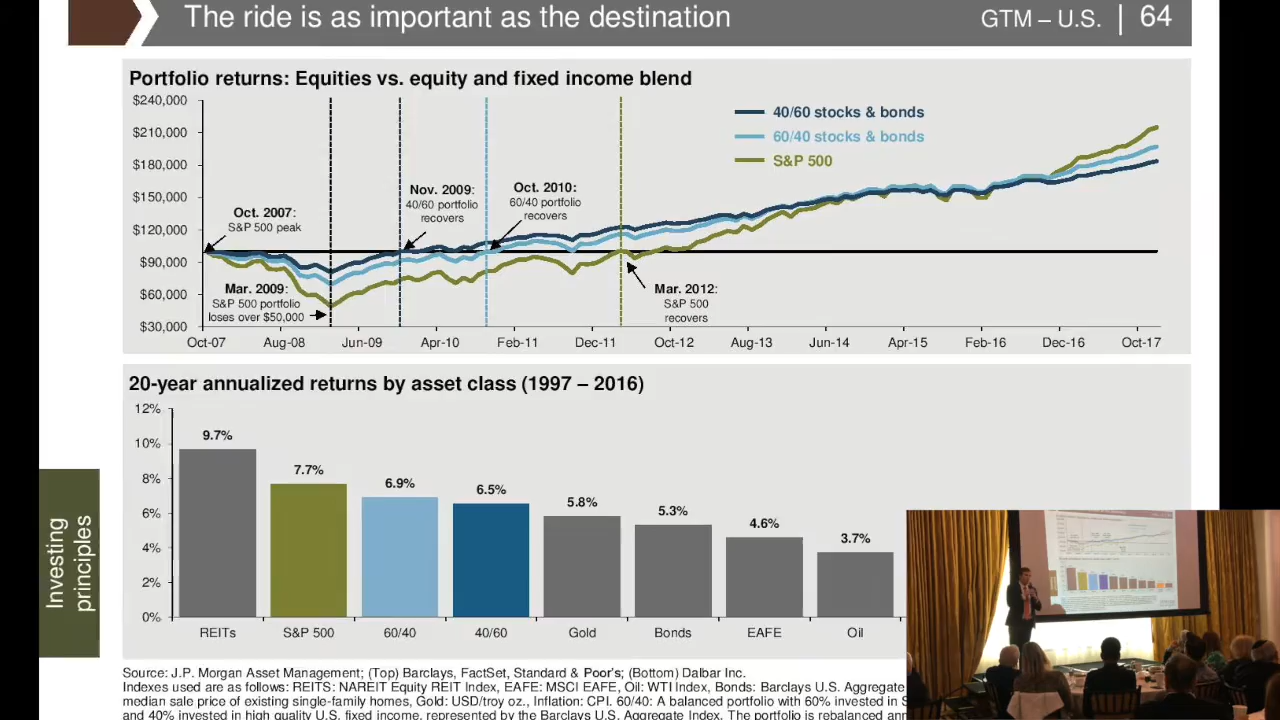 The ride is as important as the destination
GTM – U.S. | 64
Portfolio returns: Equities vs. equity and fixed income blend
$240,000
$210,000
$180,000
$150,000
$120,000
$90,000
$60,000
$30,000
40/60 stocks & bonds
60/40 stocks & bonds
S&P 500
Oct. 2007:
S&P 500 peak
Nov. 2009:
40/60 portfolio
recovers
Oct. 2010:
60/40 portfolio
recovers
Mar. 2009:
S&P 500 portfolio
loses over $50,000
Mar. 2012:
S&P 500
recovers
Oct-07 Aug-08 Jun-09 Apr-10 Feb-11 Dec-11 Oct-12 Aug-13 Jun-14 Apr-15 Feb-16 Dec-16 Oct-17
20-year annualized returns by asset class (1997 – 2016)
12%
10%
8%
6%
4%
2%
0%
9.7% 7.7% 6.9% 6.5% 5.8% 5.3% 4.6% 3.7%
REITs S&P 500 60/40 40/60 Gold Bonds EAFE Oil
Investing
principles
Source: J.P. Morgan Asset Management; (Top) Barclays, FactSet, Standard & Poor's; (Bottom) Dalbar Inc.
Indexes used are as follows: REITS: NAREIT Equity REIT Index, EAFE: MSCI EAFE, Oil: WTI Index, Bonds: Barclays U.S. Aggregate
median sale price of existing single-family homes, Gold: USD/troy oz., Inflation: CPI. 60/40: A balanced portfolio with 60% invested in S
and 40% invested in high quality U.S. fixed income, represented by the Barclays U.S. Aggregate Index. The portfolio is rebalanced ann